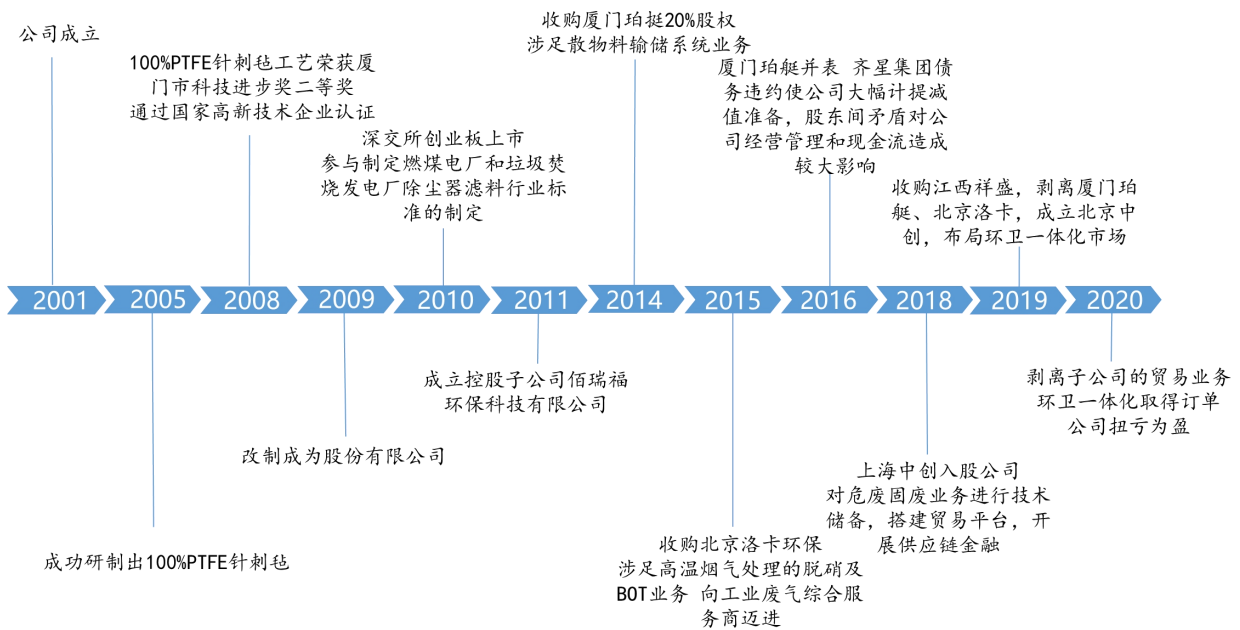 公司成立
100%PTFE针刺毡工艺荣获厦
门市科技进步奖二等奖
通过国家高新技术企业认证
深交所创业板上市
参与制定燃煤电厂和垃圾焚
烧发电厂除尘器滤料行业标
准的制定
收购厦门珀挺20%股权
涉足散物料输储系统业务
厦门珀艇并表 齐星集团债
务违约使公司大幅计提减
值准备，股东间矛盾对公
司经营管理和现金流造成
较大影响
收购江西祥盛，剥离厦门珀
艇、北京洛卡，成立北京中
创，布局环卫一体化市场
2001 2005 2008 2009 2010 2011 2014 2015 2016 2018 2019 2020
成功研制出100%PTFE针刺毡
改制成为股份有限公司
成立控股子公司佰瑞福
环保科技有限公司
收购北京洛卡环保
涉足高温烟气处理的脱硝及
BOT业务 向工业废气综合服
务商迈进
上海中创入股公司
对危废固废业务进行技术
储备，搭建贸易平台，开
展供应链金融
剥离子公司的贸易业务
环卫一体化取得订单
公司扭亏为盈